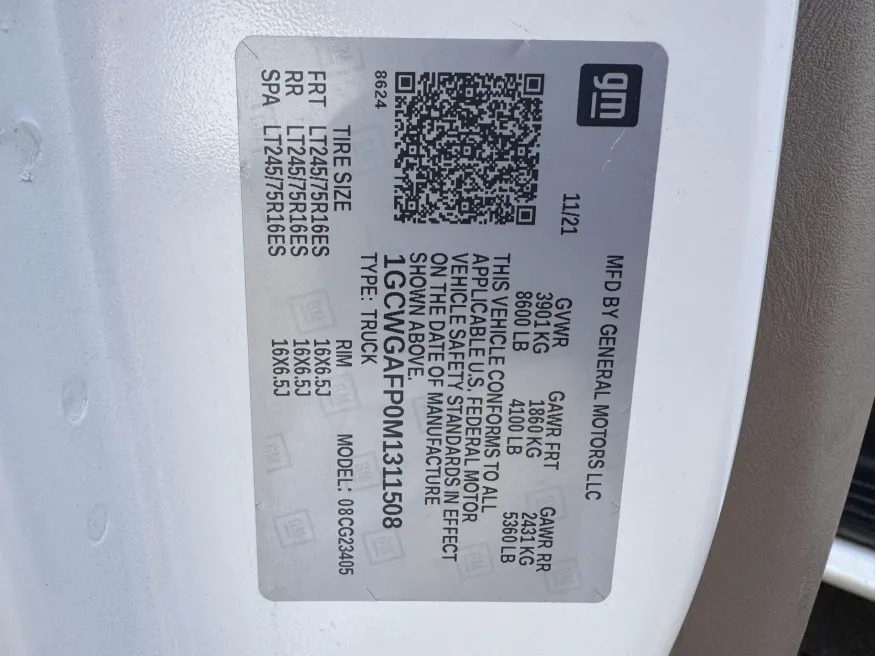 gm
MFD BY GENERAL MOTORS LLC
11/21
GVWR GAWR FRT GAWR RR
3901 KG 1860 KG 2431 KG
8600 LB 4100 LB 5360 LB
THIS VEHICLE CONFORMS TO ALL
APPLICABLE U.S. FEDERAL MOTOR
VEHICLE SAFETY STANDARDS IN EFFECT
ON THE DATE OF MANUFACTURE
SHOWN ABOVE.
1GCWGAFP0M1311508
8624
TYPE: TRUCK
MODEL: 08CG23405
TIRE SIZE RIM
FRT LT245/75R16ES 16X6.5J
RR LT245/75R16ES 16X6.5J
SPA LT245/75R16ES 16X6.5J